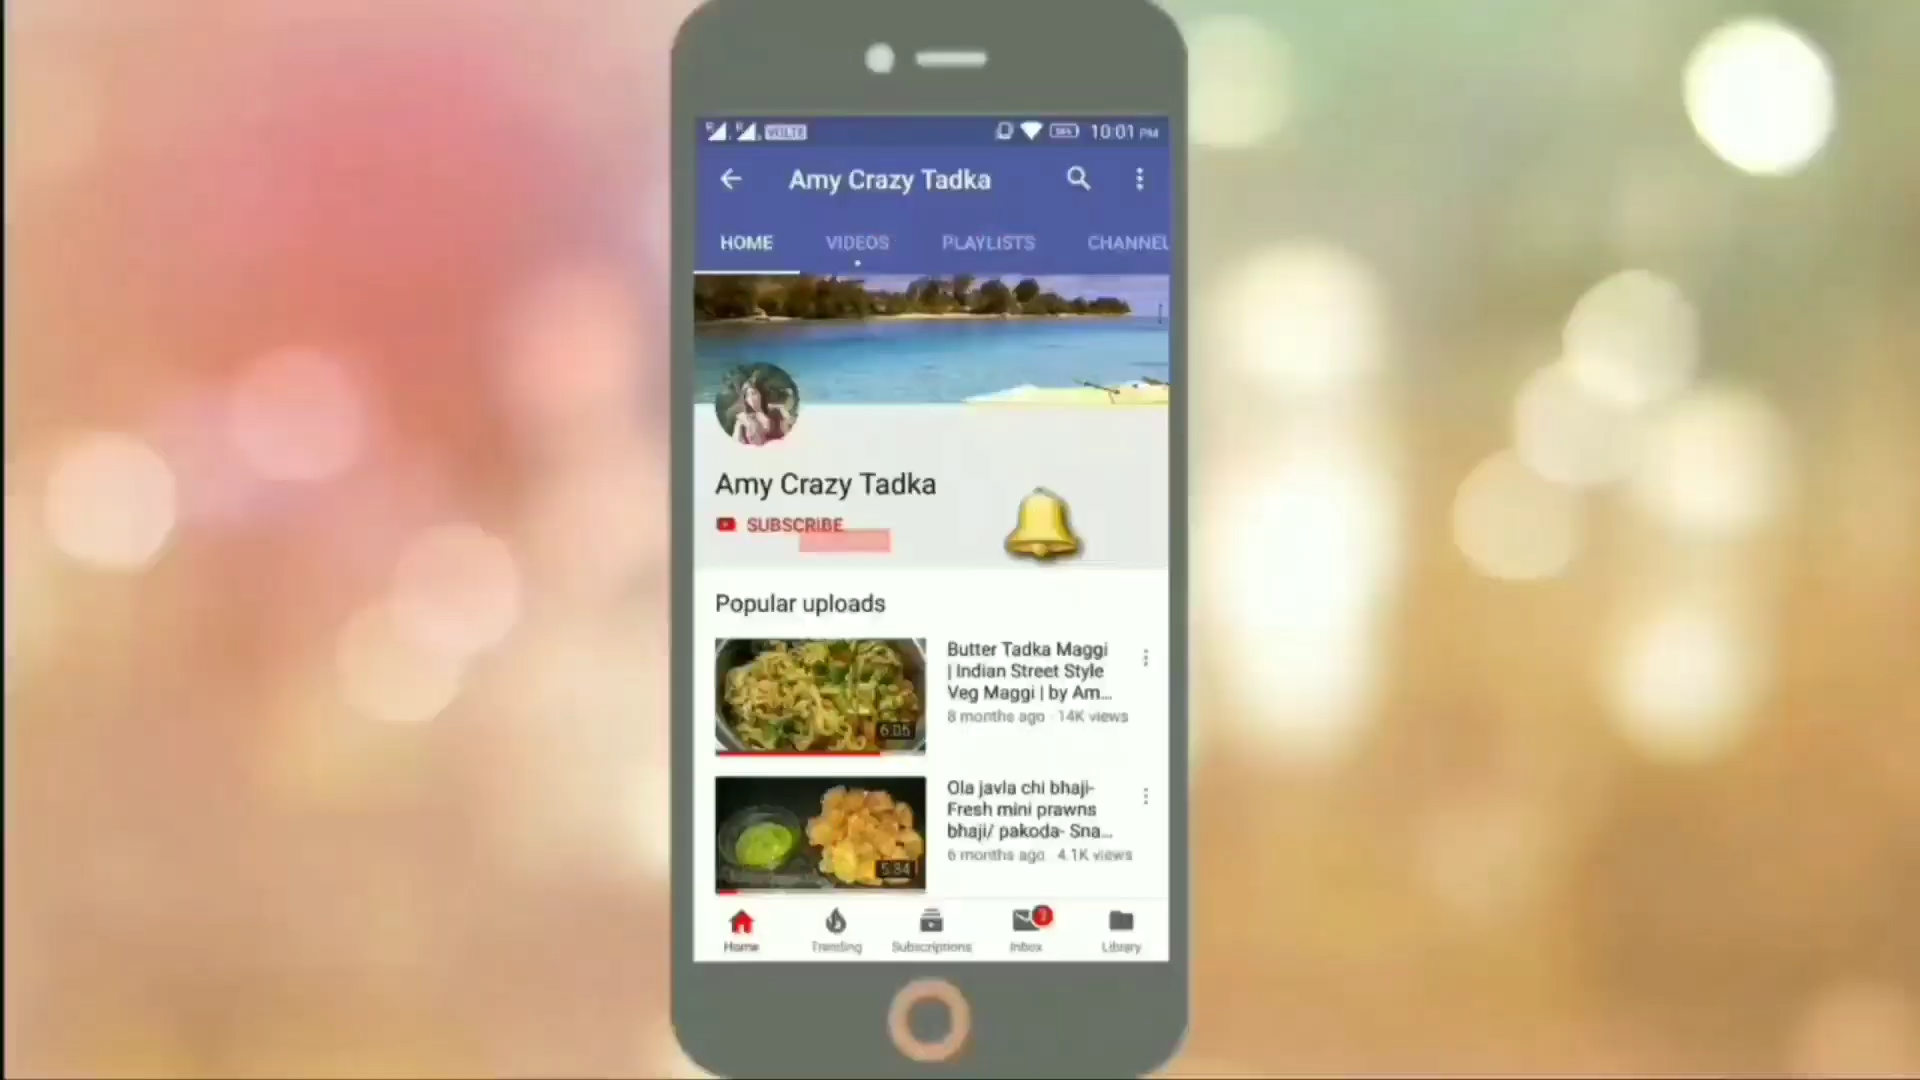 VOLTE
10:01 PM
Amy Crazy Tadka
HOME VIDEOS PLAYLISTS CHANNEL
Amy Crazy Tadka
SUBSCRIBE
Popular uploads
Butter Tadka Maggi
| Indian Street Style
Veg Maggi | by Am...
8 months ago · 14K views
6:05
Ola javla chi bhaji-
Fresh mini prawns
bhaji/ pakoda- Sna...
6 months ago · 4.1K views
5:34
Home Trending Subscriptions Inbox Library